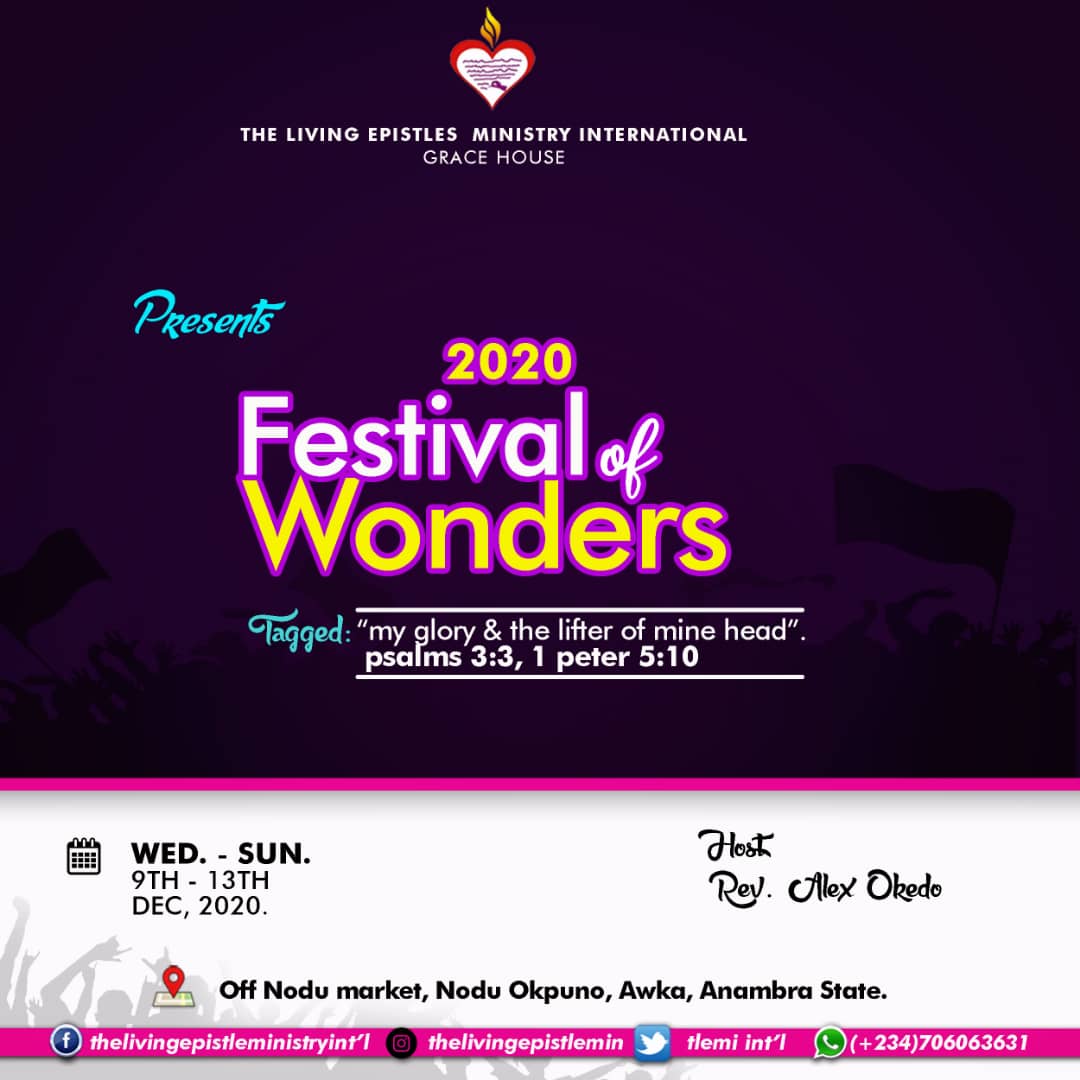 THE LIVING EPISTLES MINISTRY INTERNATIONAL
GRACE HOUSE
Presents
2020
Festival of
Wonders
Tagged: “my glory & the lifter of mine head”.
psalms 3:3, 1 peter 5:10
WED. - SUN.
9TH - 13TH
DEC, 2020.
Host
Rev. Alex Okedo
Off Nodu market, Nodu Okpuno, Awka, Anambra State.
thelivingepistleministryint’l thelivingepistlemin tlemi int’l (+234)706063631